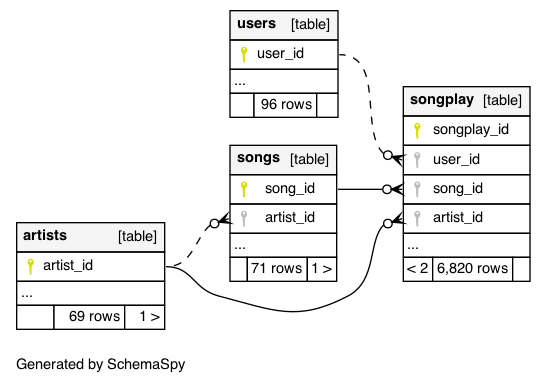 users [table]
user_id
...
96 rows
songplay [table]
songplay_id
user_id
song_id
artist_id
...
< 2 6,820 rows
songs [table]
song_id
artist_id
...
71 rows 1 >
artists [table]
artist_id
...
69 rows 1 >
Generated by SchemaSpy